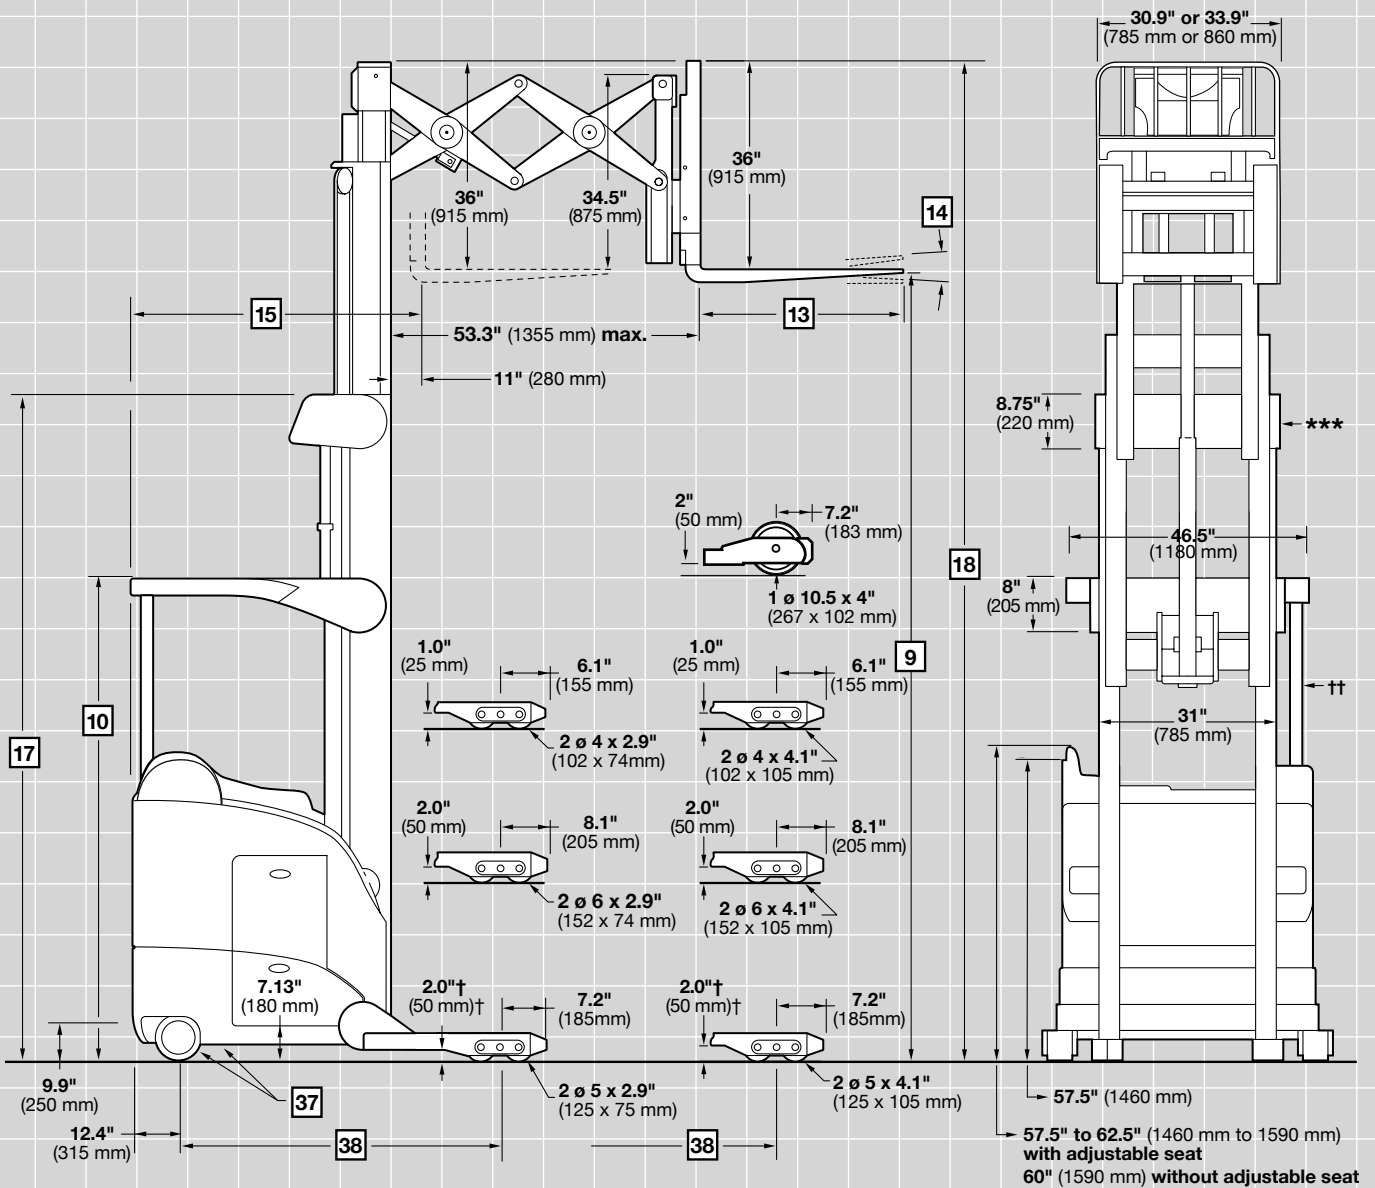 30.9" or 33.9"
(785 mm or 860 mm)
36"
(915 mm)
34.5"
(875 mm)
36"
(915 mm)
14
15
13
53.3" (1355 mm) max.
11" (280 mm)
8.75"
(220 mm)
***
2"
(50 mm)
7.2"
(183 mm)
46.5"
(1180 mm)
18
1 ø 10.5 x 4"
(267 x 102 mm)
8"
(205 mm)
1.0"
(25 mm)
6.1"
(155 mm)
1.0"
(25 mm)
6.1"
(155 mm)
9
††
10
17
31"
(785 mm)
2 ø 4 x 2.9"
(102 x 74mm)
2 ø 4 x 4.1"
(102 x 105 mm)
2.0"
(50 mm)
8.1"
(205 mm)
2.0"
(50 mm)
8.1"
(205 mm)
2 ø 6 x 2.9"
(152 x 74 mm)
2 ø 6 x 4.1"
(152 x 105 mm)
7.13"
(180 mm)
2.0"†
(50 mm)†
7.2"
(185mm)
2.0"†
(50 mm)†
7.2"
(185mm)
9.9"
(250 mm)
37
2 ø 5 x 2.9"
(125 x 75 mm)
2 ø 5 x 4.1"
(125 x 105 mm)
57.5" (1460 mm)
12.4"
(315 mm)
38
38
57.5" to 62.5" (1460 mm to 1590 mm)
with adjustable seat
60" (1590 mm) without adjustable seat